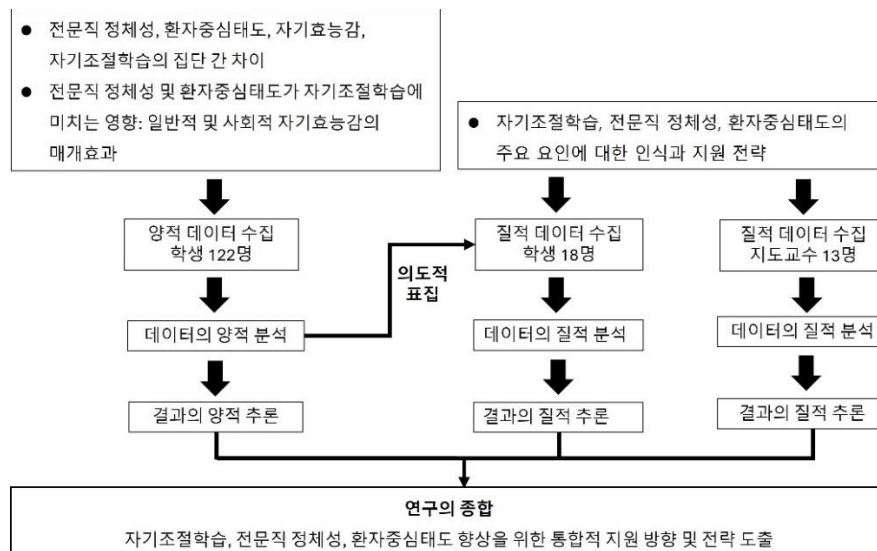 ● 전문직 정체성, 환자중심태도, 자기효능감,
자기조절학습의 집단 간 차이
● 전문직 정체성 및 환자중심태도가 자기조절학습에
미치는 영향: 일반적 및 사회적 자기효능감의
매개효과
● 자기조절학습, 전문직 정체성, 환자중심태도의
주요 요인에 대한 인식과 지원 전략
양적 데이터 수집
학생 122명
의도적
표집
질적 데이터 수집
학생 18명
질적 데이터 수집
지도교수 13명
데이터의 양적 분석
데이터의 질적 분석
데이터의 질적 분석
결과의 양적 추론
결과의 질적 추론
결과의 질적 추론
연구의 종합
자기조절학습, 전문직 정체성, 환자중심태도 향상을 위한 통합적 지원 방향 및 전략 도출